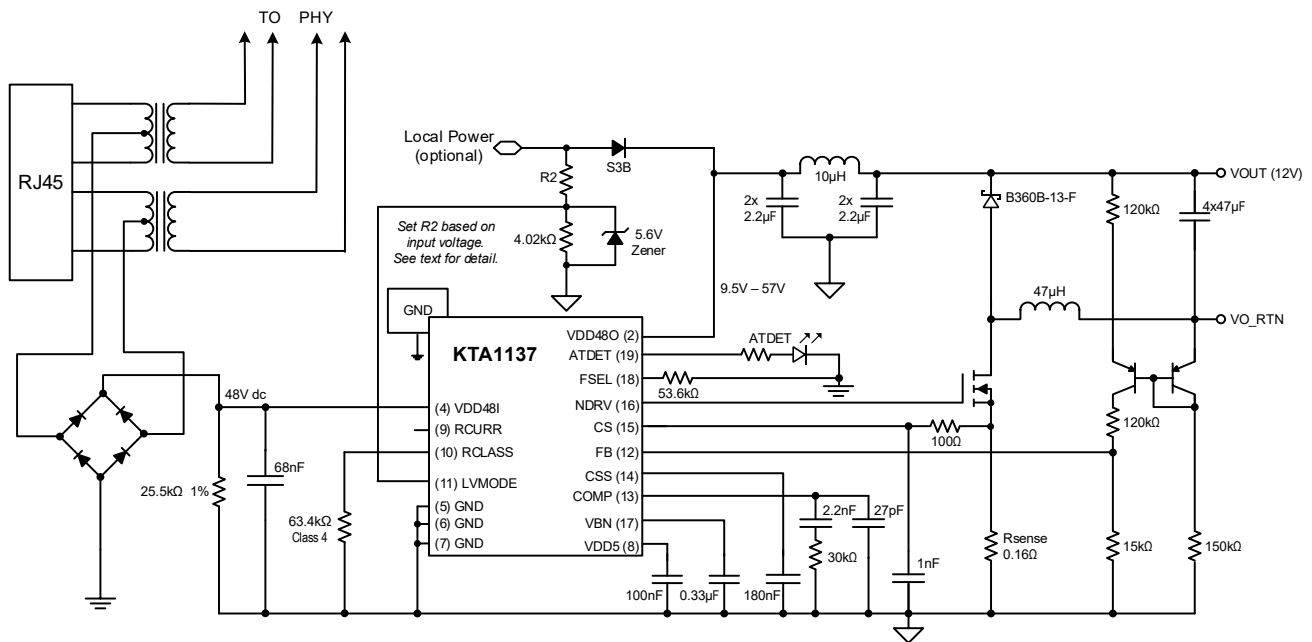 TO PHY
RJ45
Local Power
(optional)
S3B
R2
Set R2 based on
input voltage.
See text for detail.
4.02kΩ
5.6V
Zener
10µH
2x
2.2µF
2x
2.2µF
9.5V – 57V
B360B-13-F
120kΩ
4x47µF
VOUT (12V)
47µH
VO_RTN
GND
KTA1137
VDD48O (2)
ATDET (19)
FSEL (18)
NDRV (16)
CS (15)
FB (12)
CSS (14)
COMP (13)
VBN (17)
VDD5 (8)
(4) VDD48I
(9) RCURR
(10) RCLASS
(11) LVMODE
(5) GND
(6) GND
(7) GND
ATDET
53.6kΩ
100Ω
120kΩ
48V dc
68nF
25.5kΩ 1%
63.4kΩ
Class 4
2.2nF
27pF
30kΩ
1nF
Rsense
0.16Ω
15kΩ
150kΩ
100nF
0.33µF
180nF